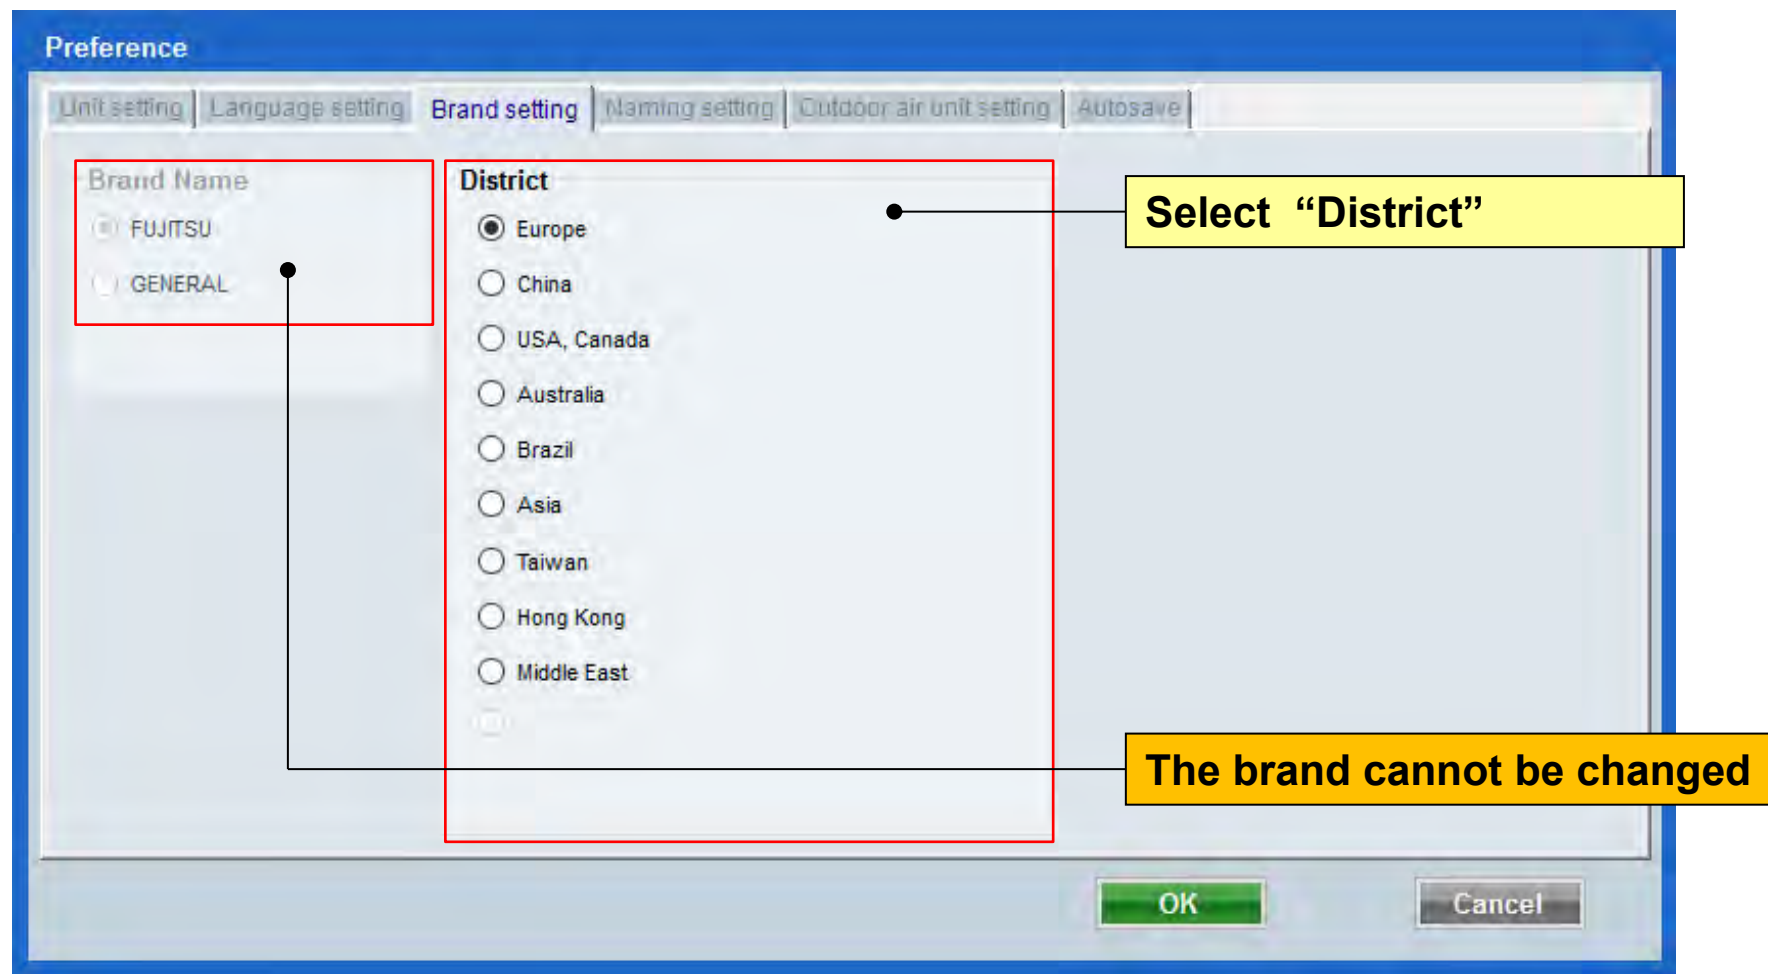 Preference
Unit setting Language setting Brand setting Naming setting Outdoor air unit setting Autosave
Brand Name
FUJITSU
GENERAL
District
Europe
China
USA, Canada
Australia
Brazil
Asia
Taiwan
Hong Kong
Middle East
Select “District”
The brand cannot be changed
OK Cancel